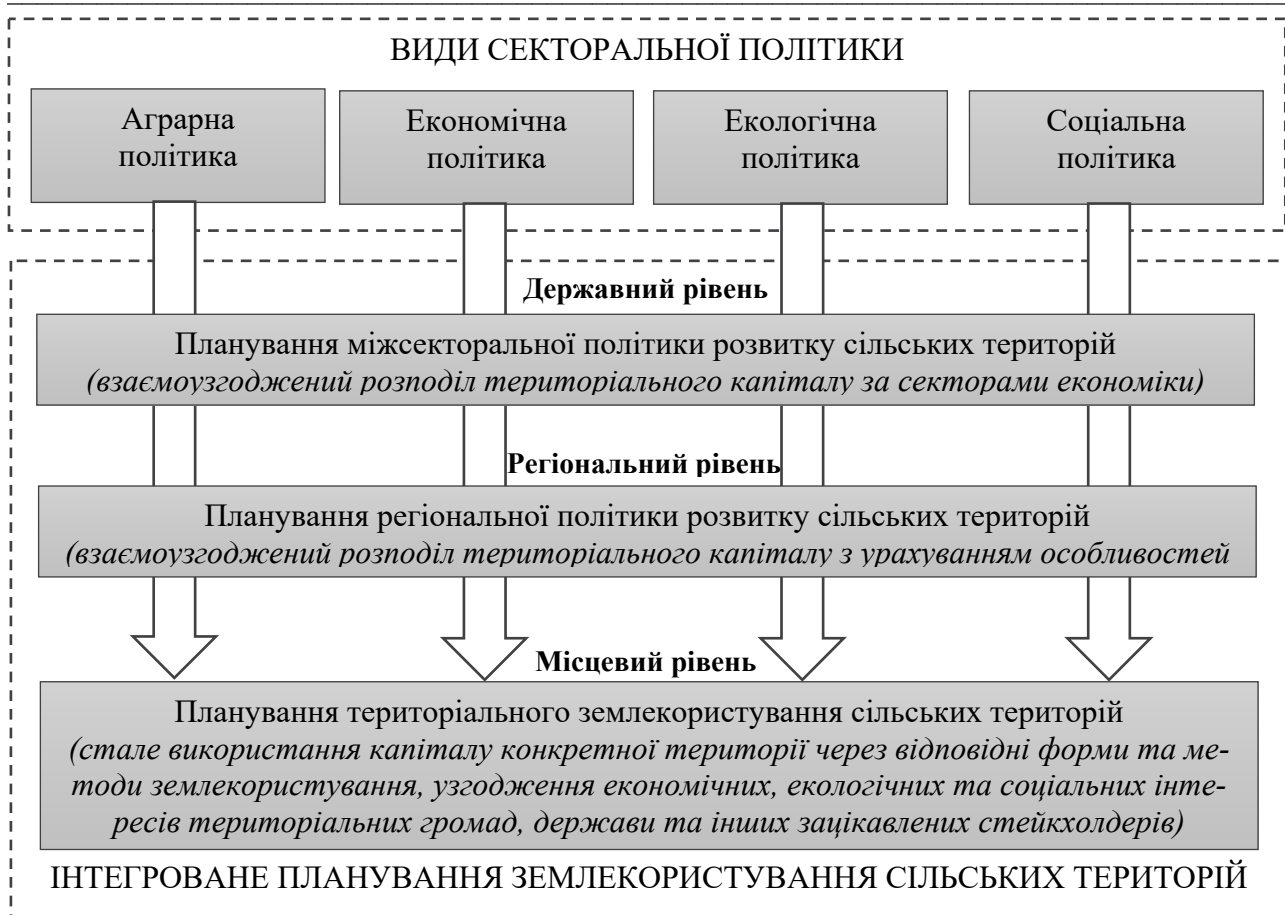 ВИДИ СЕКТОРАЛЬНОЇ ПОЛІТИКИ
Аграрна
політика
Економічна
політика
Екологічна
політика
Соціальна
політика
Державний рівень
Планування міжсекторальної політики розвитку сільських територій
(взаємоузгоджений розподіл територіального капіталу за секторами економіки)
Регіональний рівень
Планування регіональної політики розвитку сільських територій
(взаємоузгоджений розподіл територіального капіталу з урахуванням особливостей
Місцевий рівень
Планування територіального землекористування сільських територій
(стале використання капіталу конкретної території через відповідні форми та ме-
тоди землекористування, узгодження економічних, екологічних та соціальних інте-
ресів територіальних громад, держави та інших зацікавлених стейкхолдерів)
ІНТЕГРОВАНЕ ПЛАНУВАННЯ ЗЕМЛЕКОРИСТУВАННЯ СІЛЬСЬКИХ ТЕРИТОРІЙ